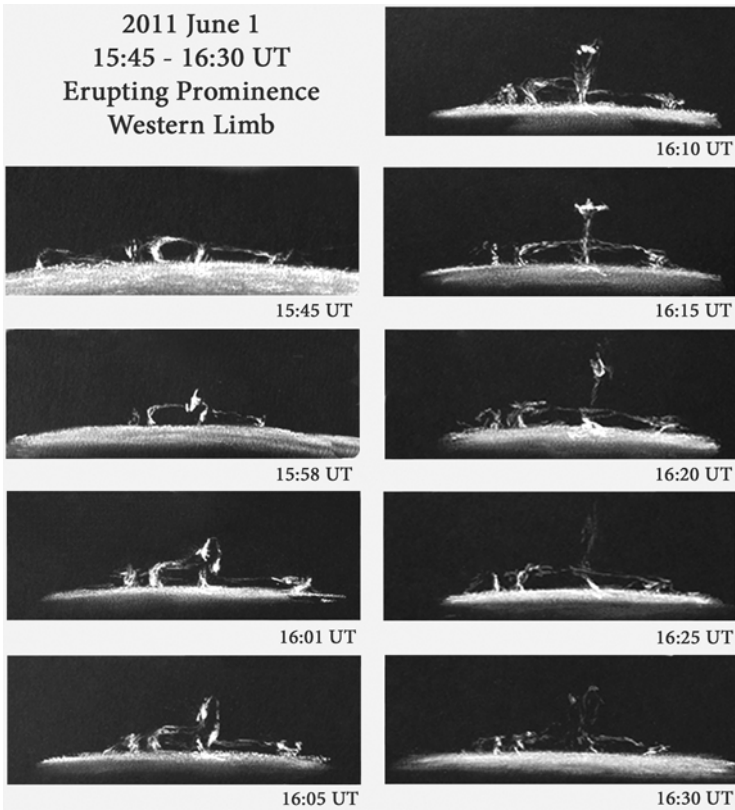 2011 June 1
15:45 - 16:30 UT
Erupting Prominence
Western Limb
15:45 UT
15:58 UT
16:01 UT
16:05 UT
16:10 UT
16:15 UT
16:20 UT
16:25 UT
16:30 UT